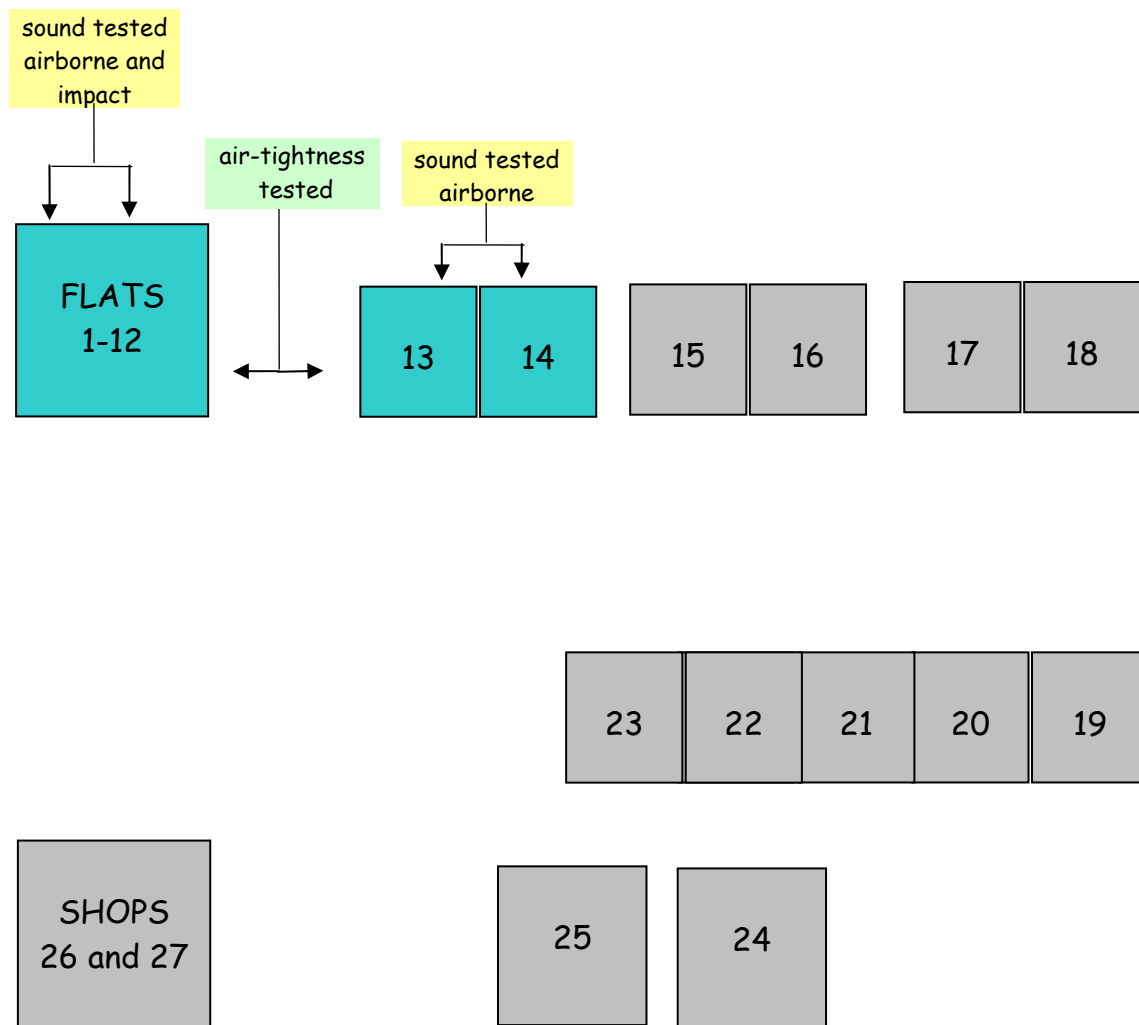 sound tested
airborne and
impact
air-tightness
tested
sound tested
airborne
FLATS
1-12
13
14
15
16
17
18
23
22
21
20
19
SHOPS
26 and 27
25
24